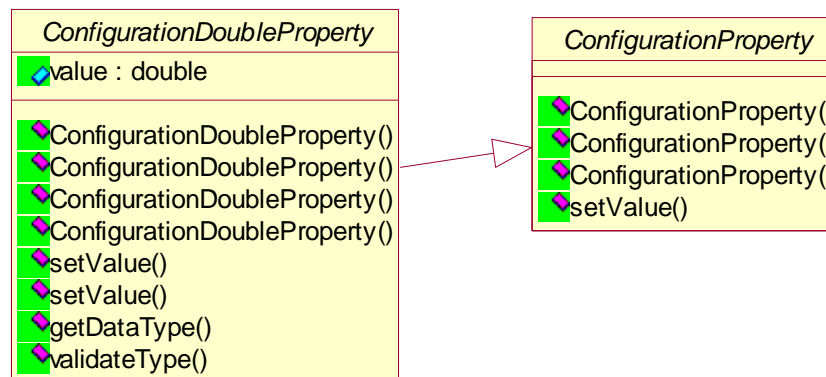 ConfigurationDoubleProperty
value : double
ConfigurationDoubleProperty()
ConfigurationDoubleProperty()
ConfigurationDoubleProperty()
ConfigurationDoubleProperty()
setValue()
setValue()
getDataType()
validateType()
ConfigurationProperty
ConfigurationProperty(
ConfigurationProperty(
ConfigurationProperty(
setValue()